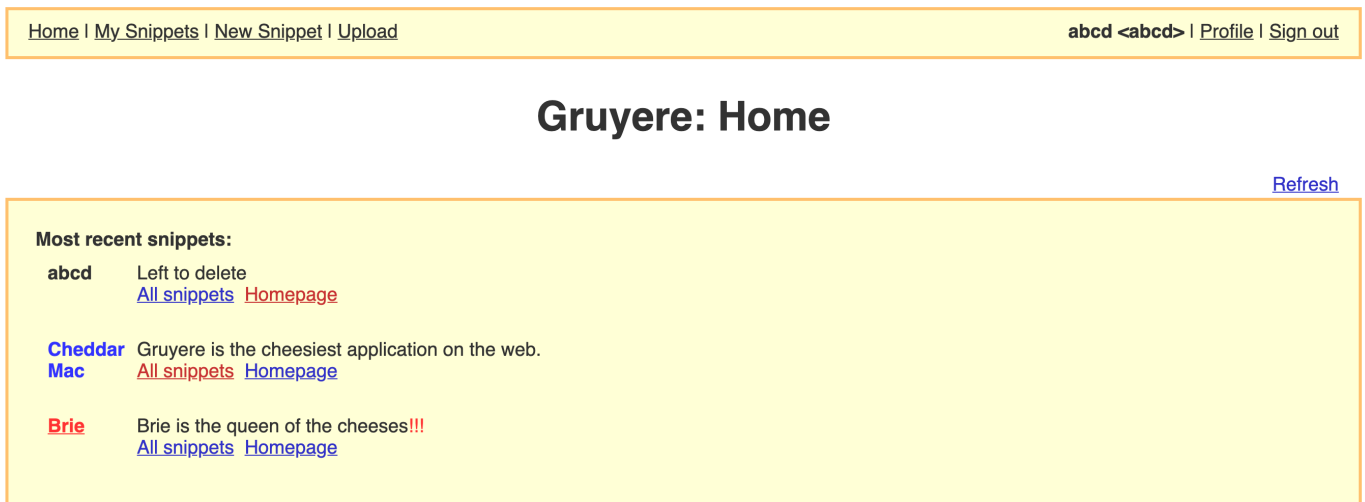 Home | My Snippets | New Snippet | Upload abcd <abcd> | Profile | Sign out
Gruyere: Home
Refresh
Most recent snippets:
abcd Left to delete
All snippets Homepage
Cheddar Gruyere is the cheesiest application on the web.
Mac All snippets Homepage
Brie Brie is the queen of the cheeses!!!
All snippets Homepage